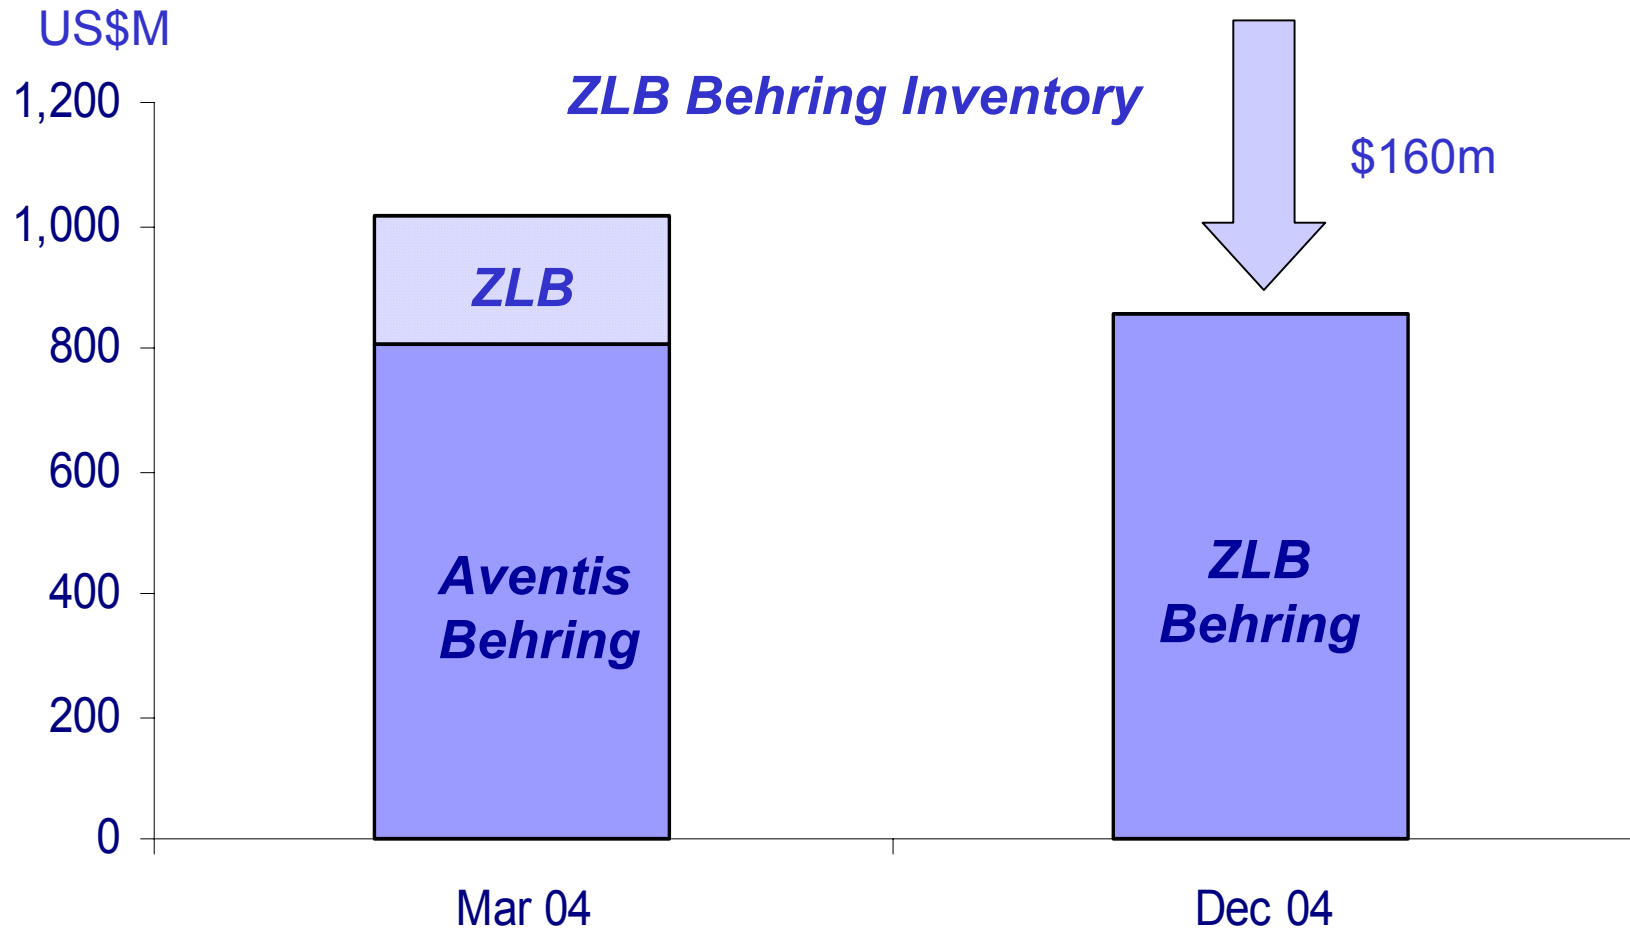 US$M
ZLB Behring Inventory
$160m
1,200
1,000
800
600
400
200
0
ZLB
Aventis
Behring
ZLB
Behring
Mar 04
Dec 04